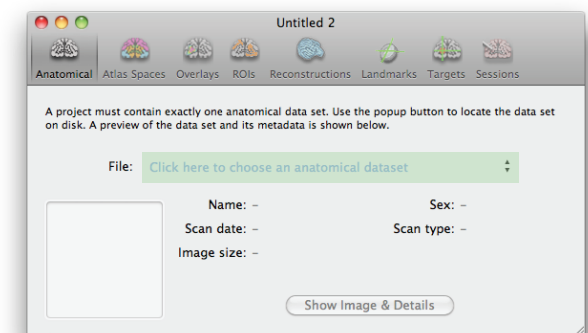 Untitled 2
Anatomical Atlas Spaces Overlays ROIs Reconstructions Landmarks Targets Sessions
A project must contain exactly one anatomical data set. Use the popup button to locate the data set
on disk. A preview of the data set and its metadata is shown below.
File: Click here to choose an anatomical dataset
Name: – Sex: –
Scan date: – Scan type: –
Image size: –
Show Image & Details